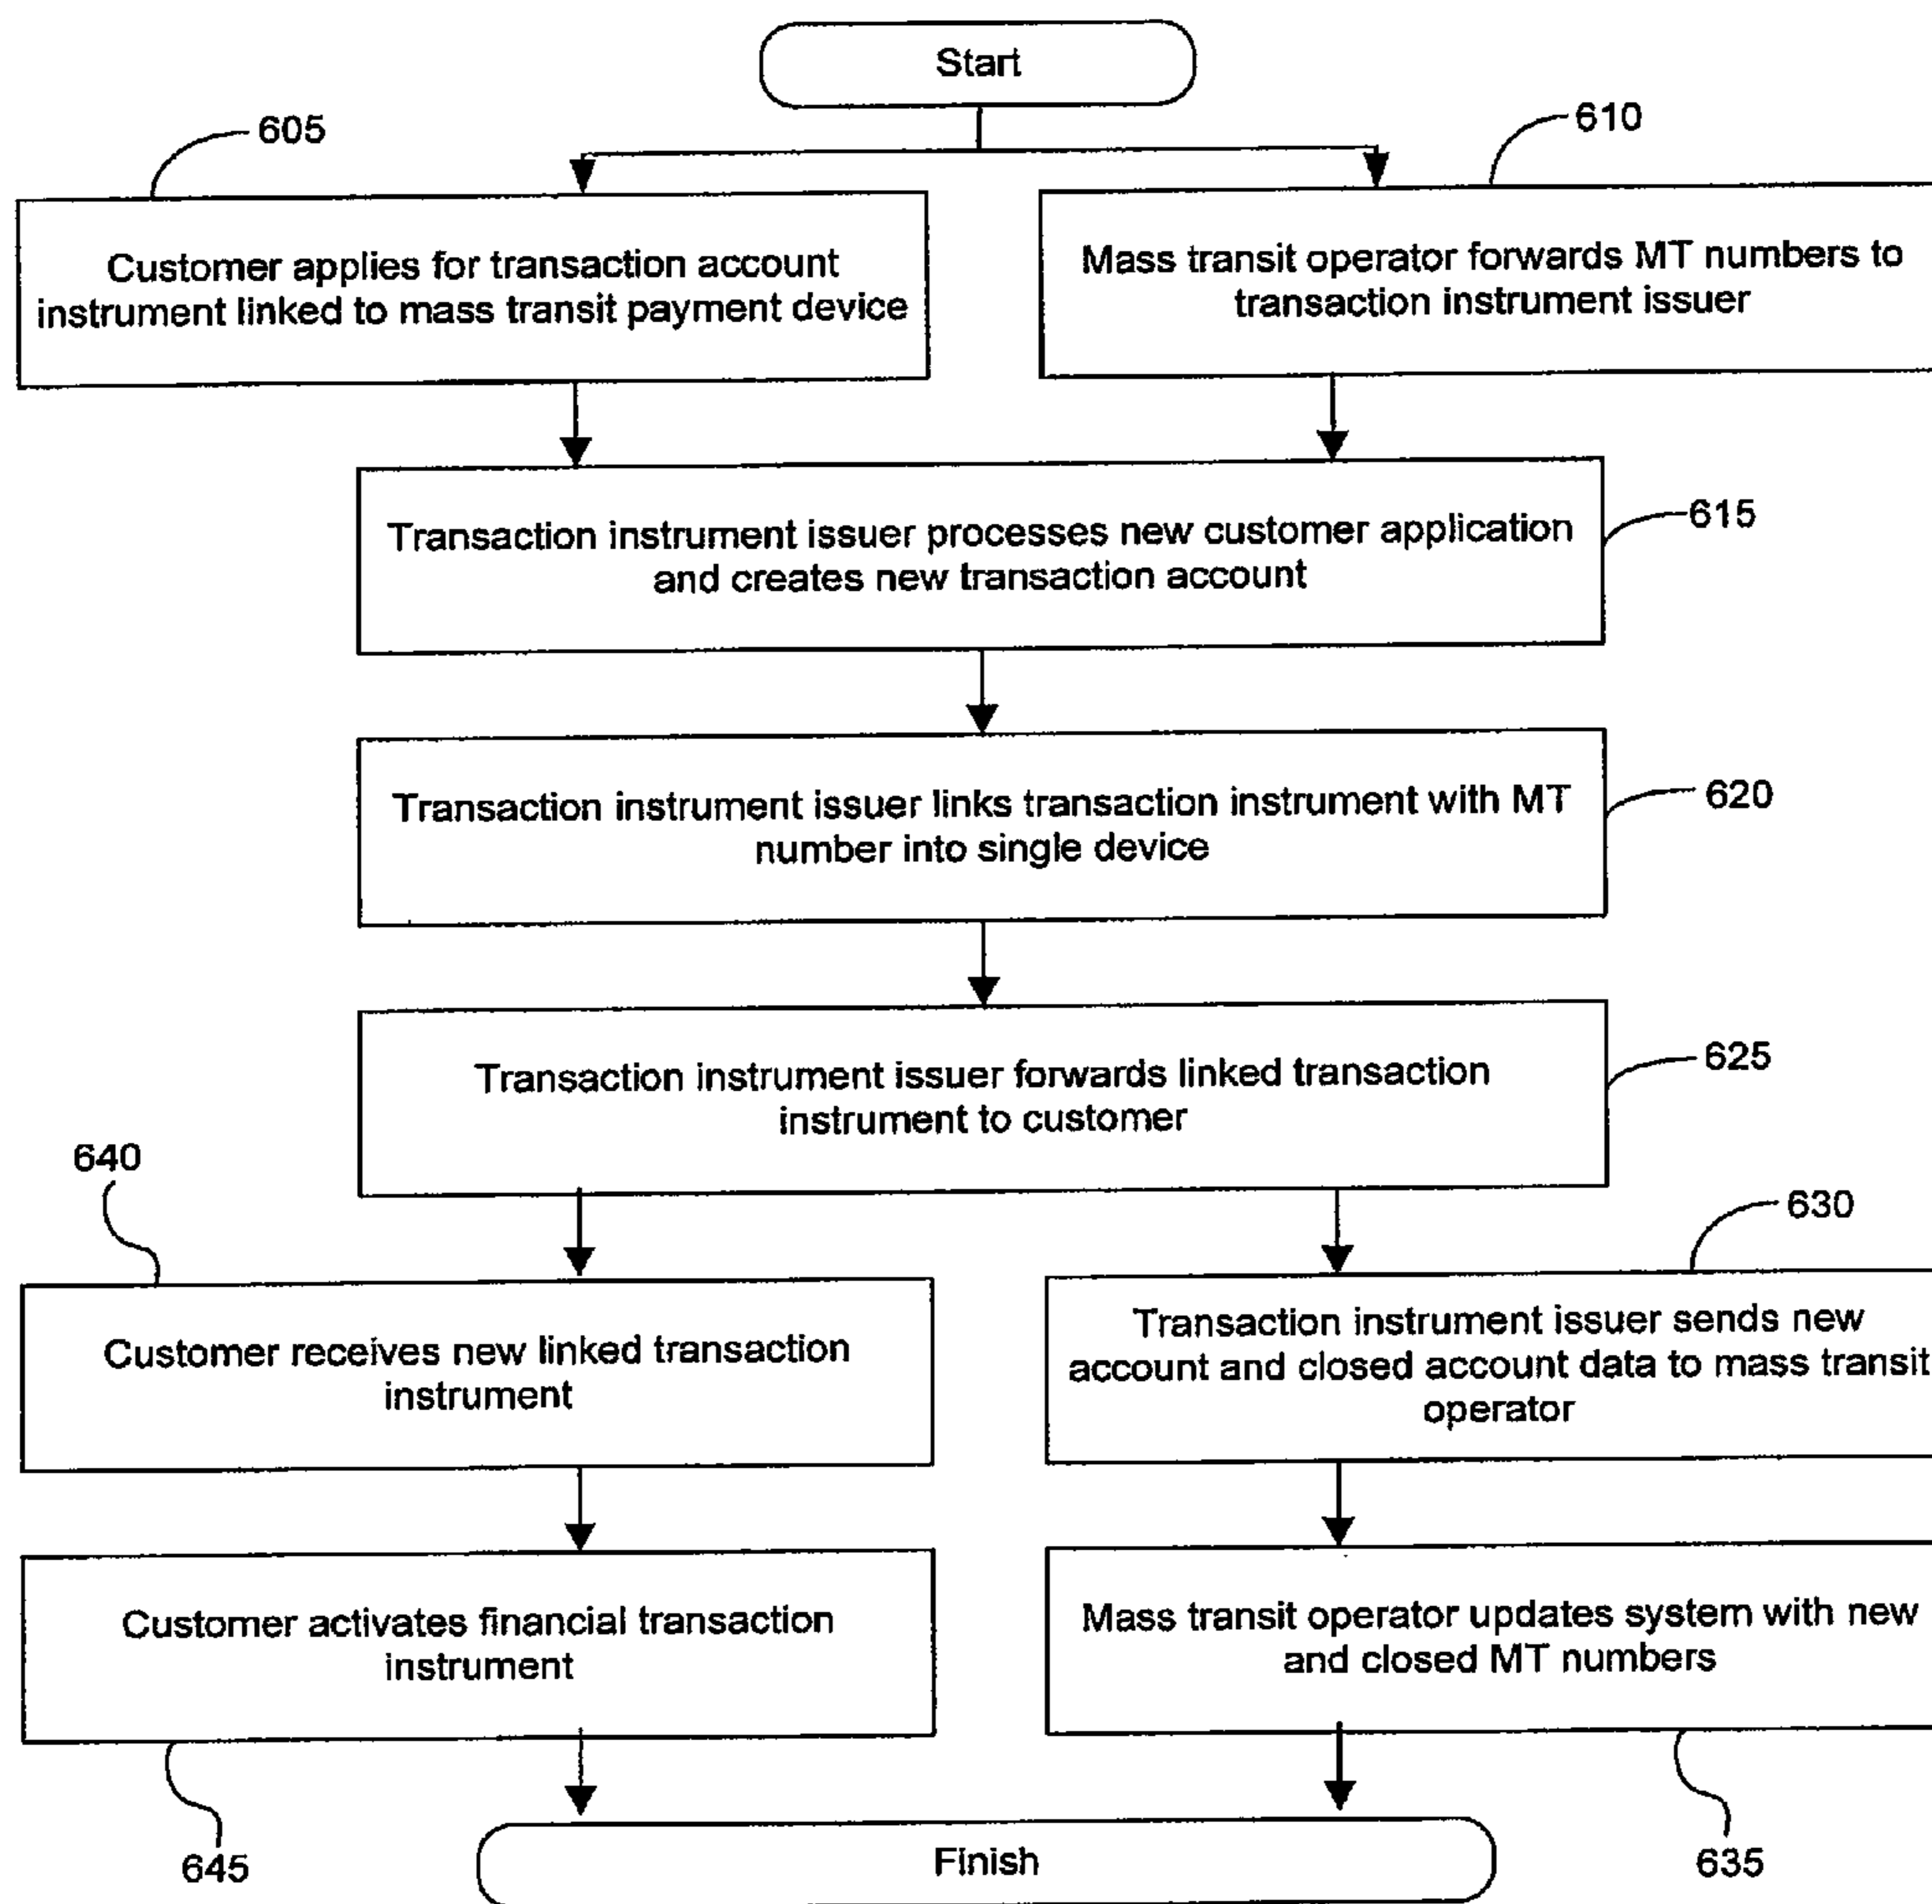 Start
605
610
Customer applies for transaction account
instrument linked to mass transit payment device
Mass transit operator forwards MT numbers to
transaction instrument issuer
Transaction instrument issuer processes new customer application
and creates new transaction account
615
Transaction instrument issuer links transaction instrument with MT
number into single device
620
Transaction instrument issuer forwards linked transaction
instrument to customer
625
640
630
Customer receives new linked transaction
instrument
Transaction instrument issuer sends new
account and closed account data to mass transit
operator
Customer activates financial transaction
instrument
Mass transit operator updates system with new
and closed MT numbers
645
Finish
635